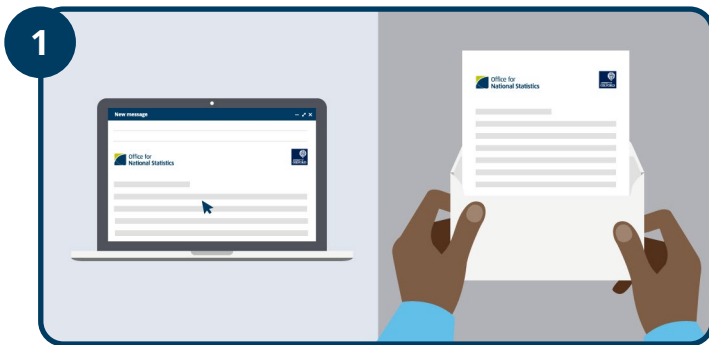 1
New message
Office for
National Statistics
Office for
National Statistics